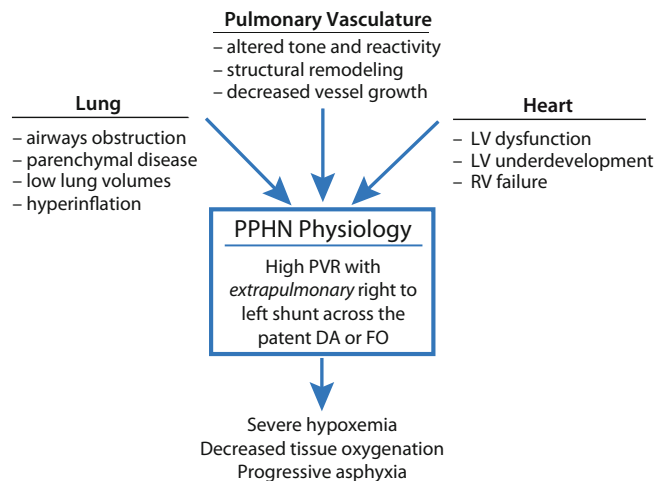 Pulmonary Vasculature
– altered tone and reactivity
– structural remodeling
– decreased vessel growth
Lung
– airways obstruction
– parenchymal disease
– low lung volumes
– hyperinflation
Heart
– LV dysfunction
– LV underdevelopment
– RV failure
PPHN Physiology
High PVR with
extrapulmonary right to
left shunt across the
patent DA or FO
Severe hypoxemia
Decreased tissue oxygenation
Progressive asphyxia